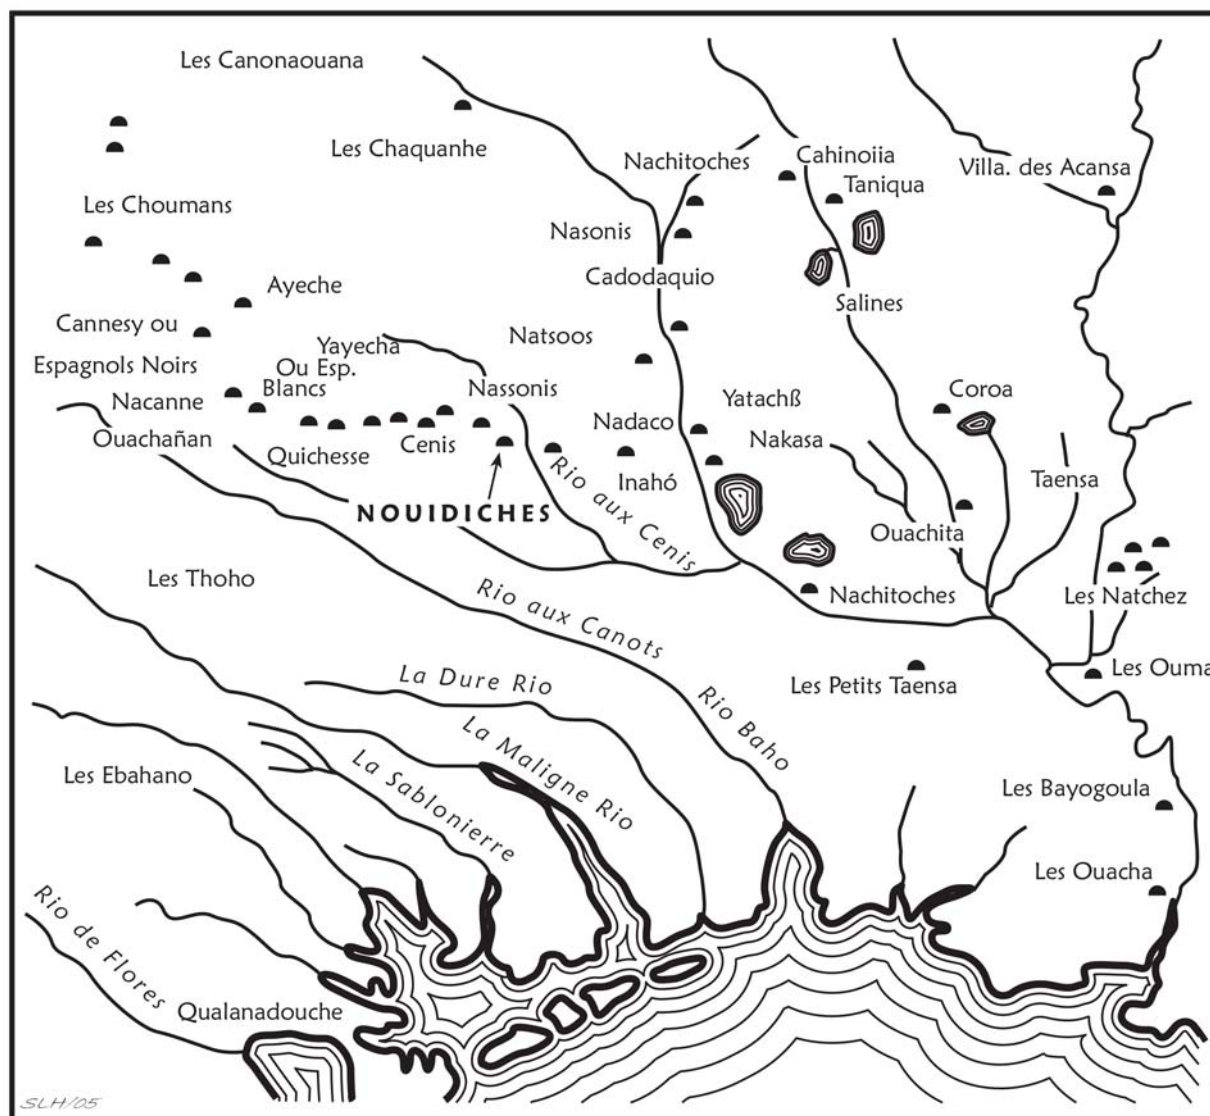 Les Canonaouana
Les Chaquanhe
Nachitoches
Cahinoiia
Villa. des Acansa
Taniqua
Les Choumans
Nasonis
Cadodaquio
Ayeche
Salines
Cannesy ou
Espagnols Noirs
Yayecha
Ou Esp.
Blancs
Natsoos
Nassonis
Coroa
Yatachß
Nacanne
Ouachañan
Nadaco
Nakasa
Cenis
Quichesse
Inahó
Taensa
NOUIDICHES
Rio aux Cenis
Ouachita
Les Thoho
Nachitoches
Les Natchez
Rio aux Canots
Les Ouma
La Dure Rio
Les Petits Taensa
Rio Baho
La Maligne Rio
La Sablonierre
Les Ebahano
Les Bayogoula
Les Ouacha
Rio de Flores
Qualanadouche
SLH/05